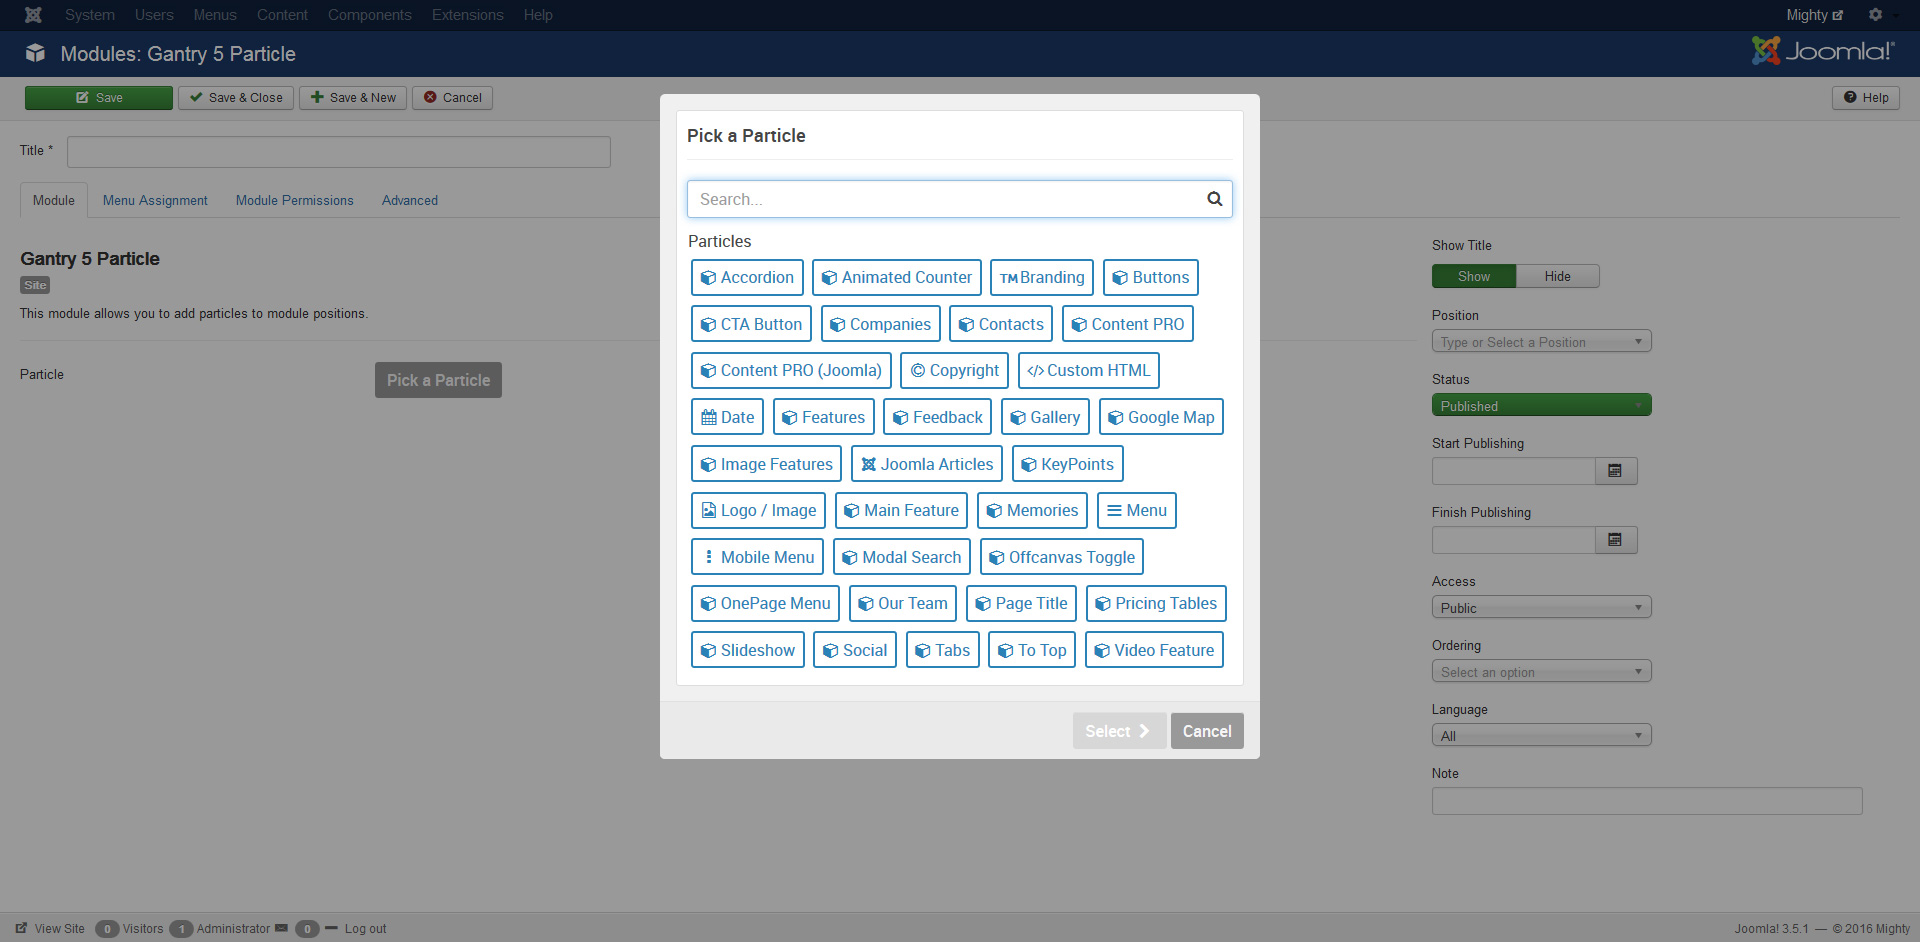 System Users Menus Content Components Extensions Help Mighty
Modules: Gantry 5 Particle Joomla!®
Save Save & Close Save & New Cancel Help
Title *
Module Menu Assignment Module Permissions Advanced
Gantry 5 Particle
Site
This module allows you to add particles to module positions.
Particle Pick a Particle
Pick a Particle
Search...
Particles
Accordion Animated Counter TM Branding Buttons
CTA Button Companies Contacts Content PRO
Content PRO (Joomla) © Copyright </> Custom HTML
Date Features Feedback Gallery Google Map
Image Features Joomla Articles KeyPoints
Logo / Image Main Feature Memories Menu
Mobile Menu Modal Search Offcanvas Toggle
OnePage Menu Our Team Page Title Pricing Tables
Slideshow Social Tabs To Top Video Feature
Select Cancel
Show Title
Show Hide
Position
Type or Select a Position
Status
Published
Start Publishing
Finish Publishing
Access
Public
Ordering
Select an option
Language
All
Note
View Site 0 Visitors 1 Administrator 0 Log out Joomla! 3.5.1 — © 2016 Mighty